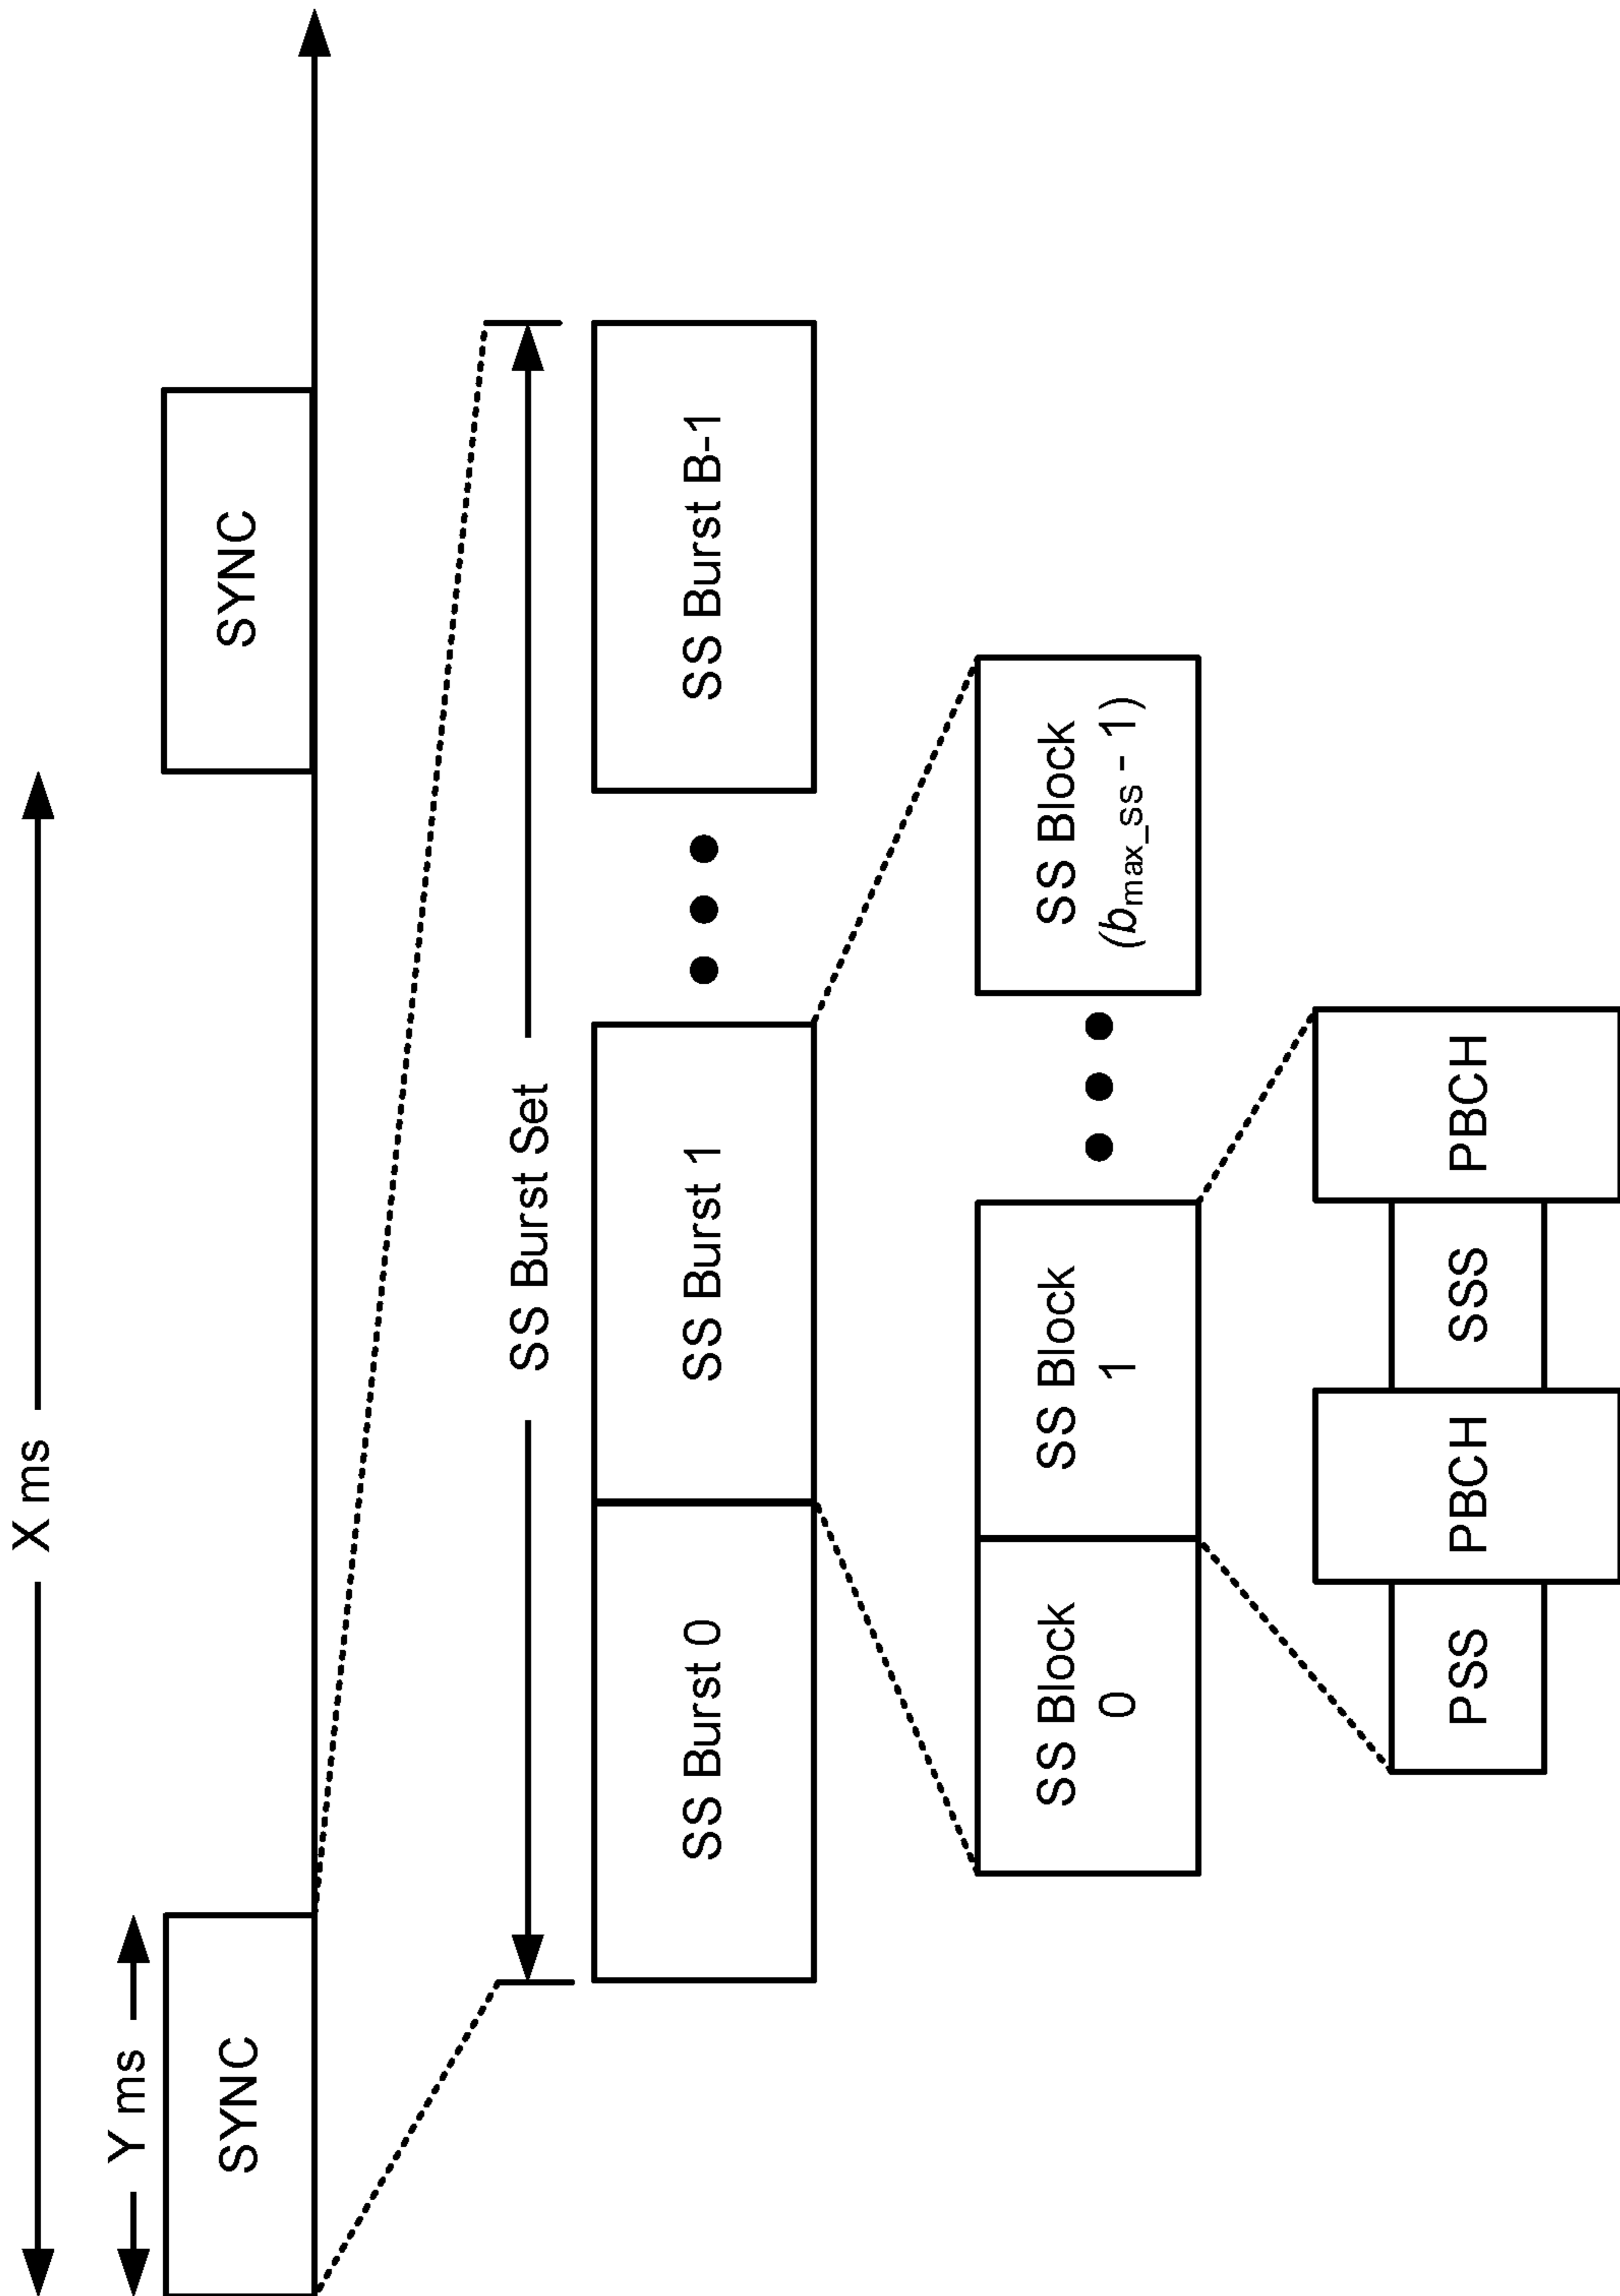 X ms
Y ms
SYNC
SYNC
SS Burst Set
SS Burst 0
SS Burst 1
SS Burst B-1
SS Block
0
SS Block
1
SS Block
(bmax_ss - 1)
PSS
PBCH
SSS
PBCH